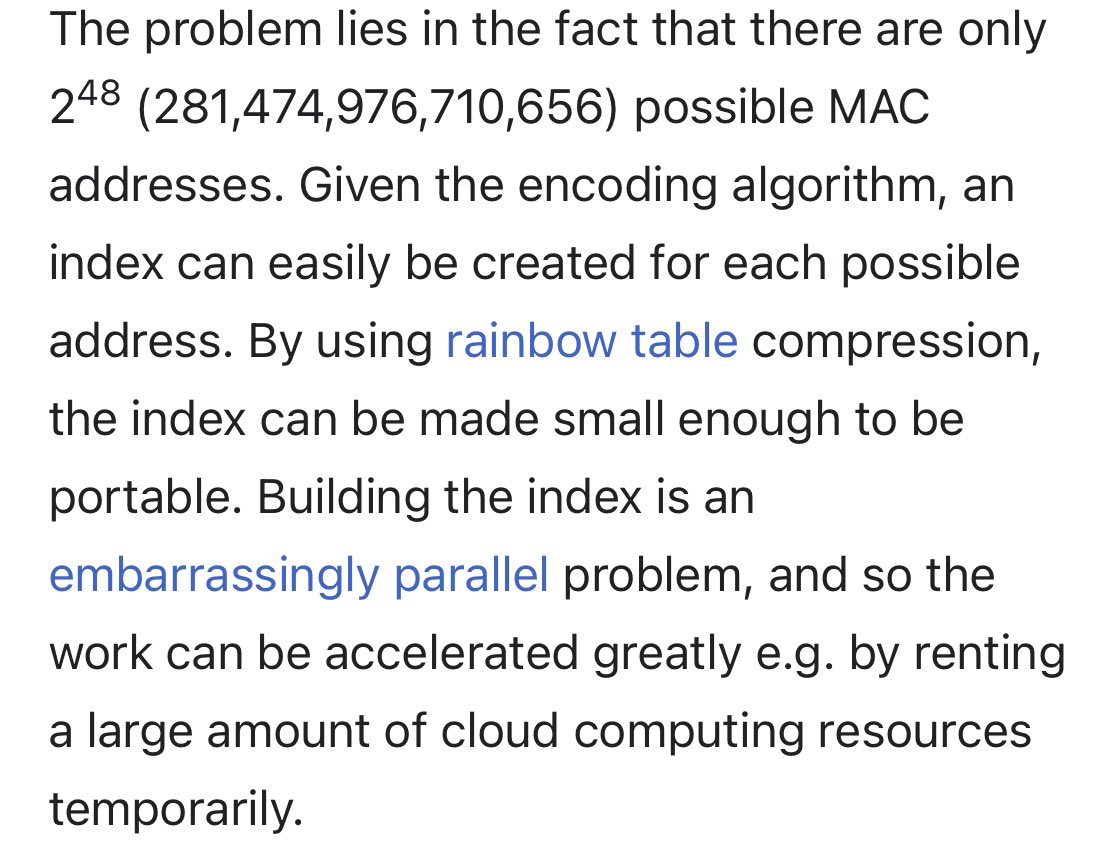 The problem lies in the fact that there are only
2⁴⁸ (281,474,976,710,656) possible MAC
addresses. Given the encoding algorithm, an
index can easily be created for each possible
address. By using rainbow table compression,
the index can be made small enough to be
portable. Building the index is an
embarrassingly parallel problem, and so the
work can be accelerated greatly e.g. by renting
a large amount of cloud computing resources
temporarily.